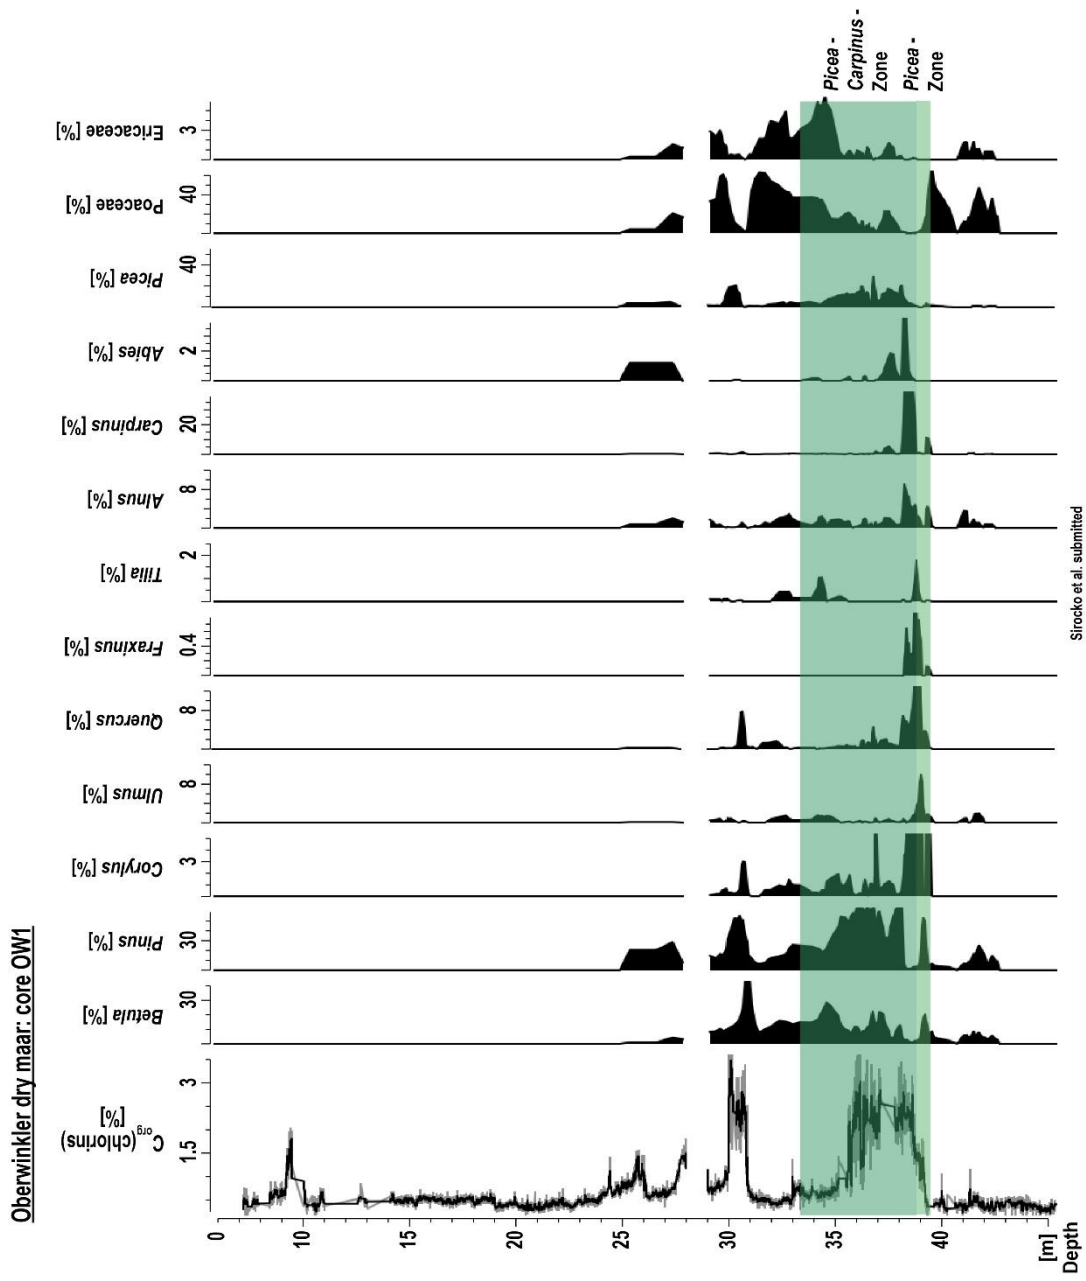 Oberwinkler dry maar: core OW1
C org (chlorins)
[%]
Betula [%]
Pinus [%]
Corylus [%]
Ulmus [%]
Quercus [%]
Fraxinus [%]
Tilia [%]
Alnus [%]
Carpinus [%]
Abies [%]
Picea [%]
Poaceae [%]
Ericaceae [%]
1.5 3 30 30 3 8 8 0.4 2 8 20 2 40 40 3
0
10
15
20
25
30
35
40
[m]
Depth
Picea -
Carpinus -
Zone
Picea -
Zone
Sirocko et al. submitted